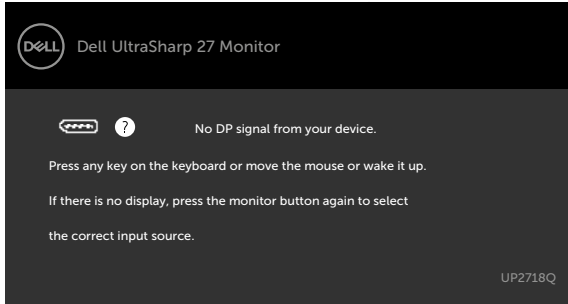 DELL
Dell UltraSharp 27 Monitor
? No DP signal from your device.
Press any key on the keyboard or move the mouse or wake it up.
If there is no display, press the monitor button again to select
the correct input source.
UP2718Q